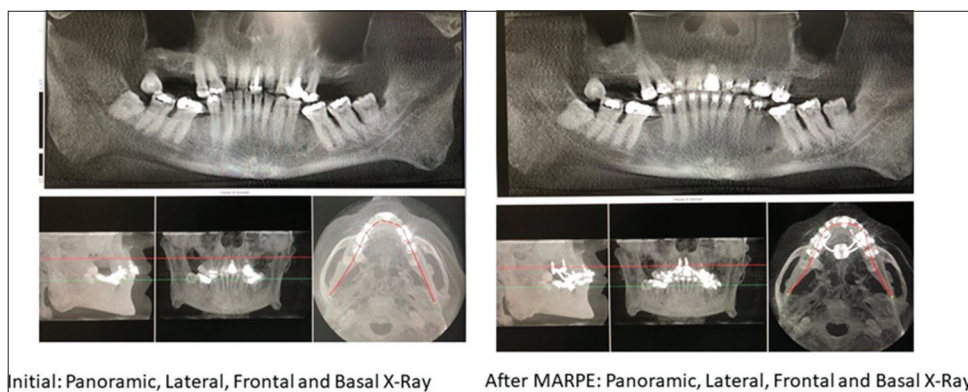 Initial: Panoramic, Lateral, Frontal and Basal X-Ray
After MARPE: Panoramic, Lateral, Frontal and Basal X-Ray